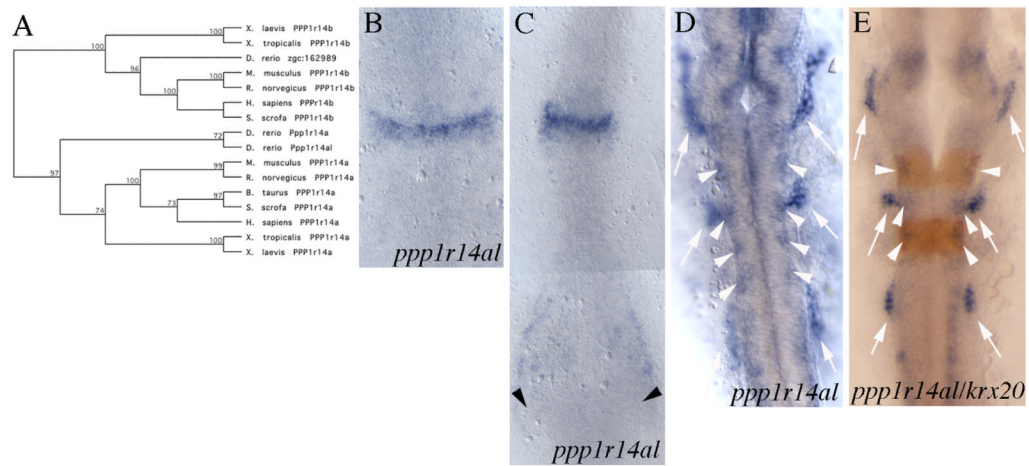 A
X. laevis PPP1r14b
X. tropicalis PPP1r14b
D. rerio zgc:162989
M. musculus PPP1r14b
R. norvegicus PPP1r14b
H. sapiens PPPr14b
S. scrofa PPP1r14b
D. rerio Ppp1r14a
D. rerio Ppp1r14al
M. musculus PPP1r14a
R. norvegicus PPP1r14a
B. taurus PPP1r14a
S. scrofa PPP1r14a
H. sapiens PPP1r14a
X. tropicalis PPP1r14a
X. laevis PPP1r14a
100
100
96
100
100
100
72
97
99
100
97
73
74
100
B
ppp1r14al
C
ppp1r14al
D
ppp1r14al
E
ppp1r14al/krx20